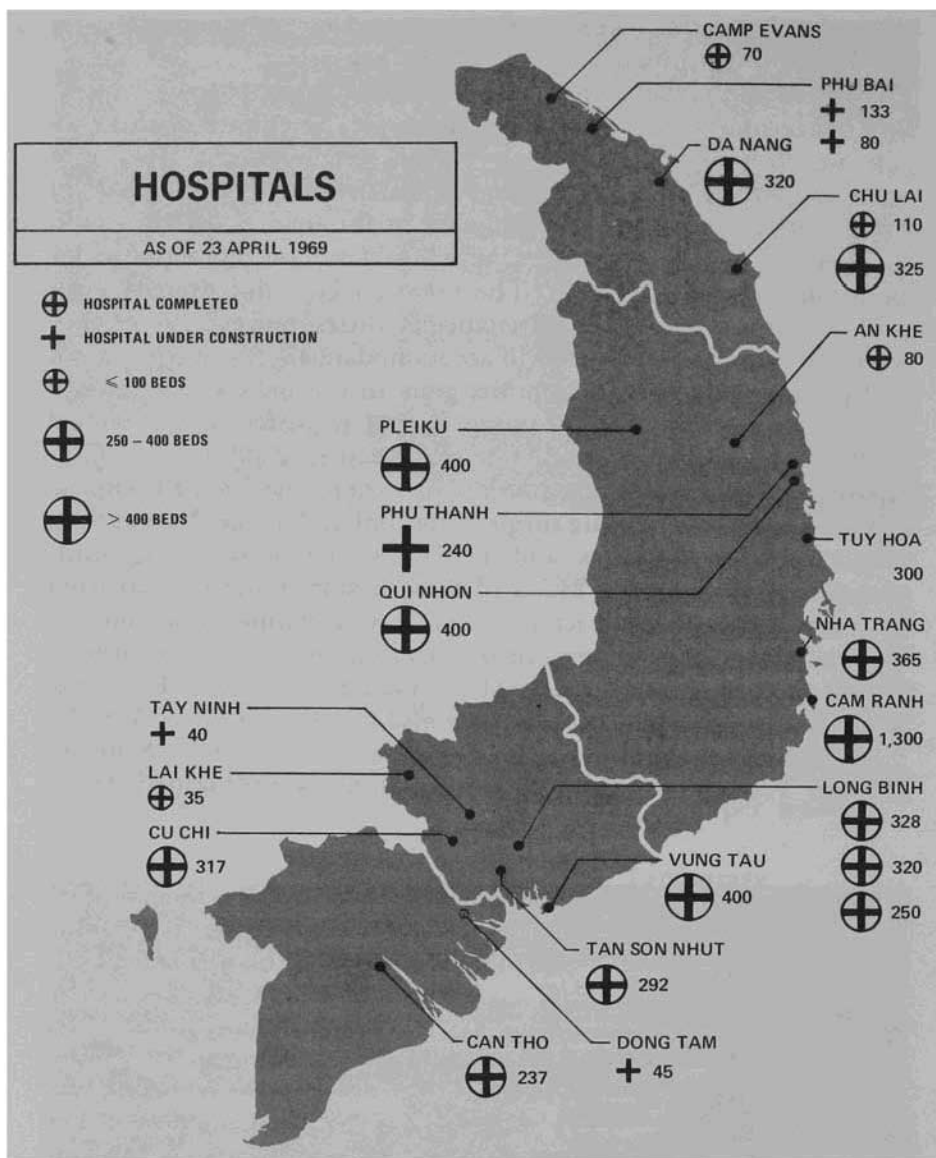 HOSPITALS
AS OF 23 APRIL 1969
HOSPITAL COMPLETED
HOSPITAL UNDER CONSTRUCTION
⩽ 100 BEDS
250 – 400 BEDS
> 400 BEDS
CAMP EVANS
70
PHU BAI
133
80
DA NANG
320
CHU LAI
110
325
AN KHE
80
PLEIKU
400
PHU THANH
240
QUI NHON
400
TUY HOA
300
NHA TRANG
365
CAM RANH
1,300
TAY NINH
40
LAI KHE
35
CU CHI
317
LONG BINH
328
320
250
VUNG TAU
400
TAN SON NHUT
292
CAN THO
237
DONG TAM
45